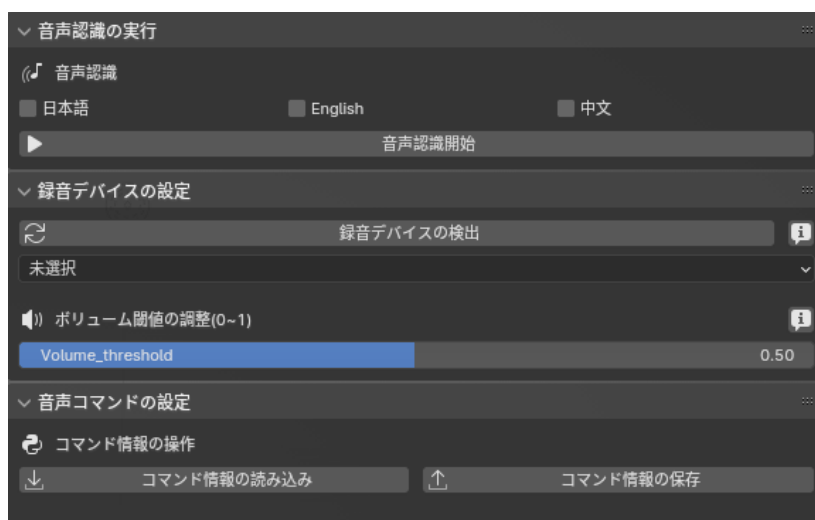 音声認識の実行
音声認識
日本語 English 中文
音声認識開始
録音デバイスの設定
録音デバイスの検出
未選択
ボリューム閾値の調整(0~1)
Volume_threshold 0.50
音声コマンドの設定
コマンド情報の操作
コマンド情報の読み込み コマンド情報の保存